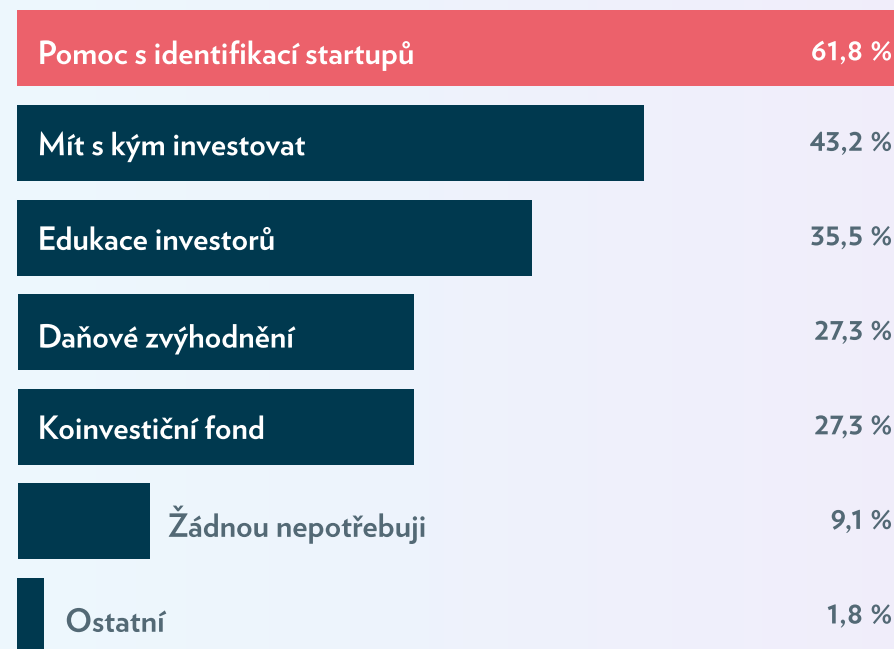 Pomoc s identifikací startupů 61,8 %
Mít s kým investovat 43,2 %
Edukace investorů 35,5 %
Daňové zvýhodnění 27,3 %
Koinvestiční fond 27,3 %
Žádnou nepotřebuji 9,1 %
Ostatní 1,8 %